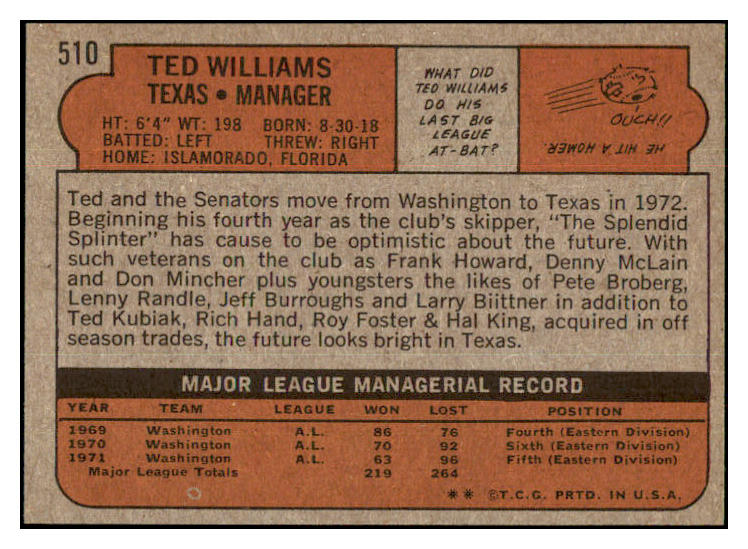 510
TED WILLIAMS
TEXAS • MANAGER
HT: 6'4" WT: 198 BORN: 8-30-18
BATTED: LEFT THREW: RIGHT
HOME: ISLAMORADO, FLORIDA
WHAT DID
TED WILLIAMS
DO HIS
LAST BIG
LEAGUE
AT-BAT?
OUCH!!
HE HIT A HOMER.
Ted and the Senators move from Washington to Texas in 1972.
Beginning his fourth year as the club's skipper, "The Splendid
Splinter" has cause to be optimistic about the future. With
such veterans on the club as Frank Howard, Denny McLain
and Don Mincher plus youngsters the likes of Pete Broberg,
Lenny Randle, Jeff Burroughs and Larry Biittner in addition to
Ted Kubiak, Rich Hand, Roy Foster & Hal King, acquired in off
season trades, the future looks bright in Texas.
MAJOR LEAGUE MANAGERIAL RECORD
YEAR TEAM LEAGUE WON LOST POSITION
1969 Washington A.L. 86 76 Fourth (Eastern Division)
1970 Washington A.L. 70 92 Sixth (Eastern Division)
1971 Washington A.L. 63 96 Fifth (Eastern Division)
Major League Totals 219 264
** ©T.C.G. PRTD. IN U.S.A.